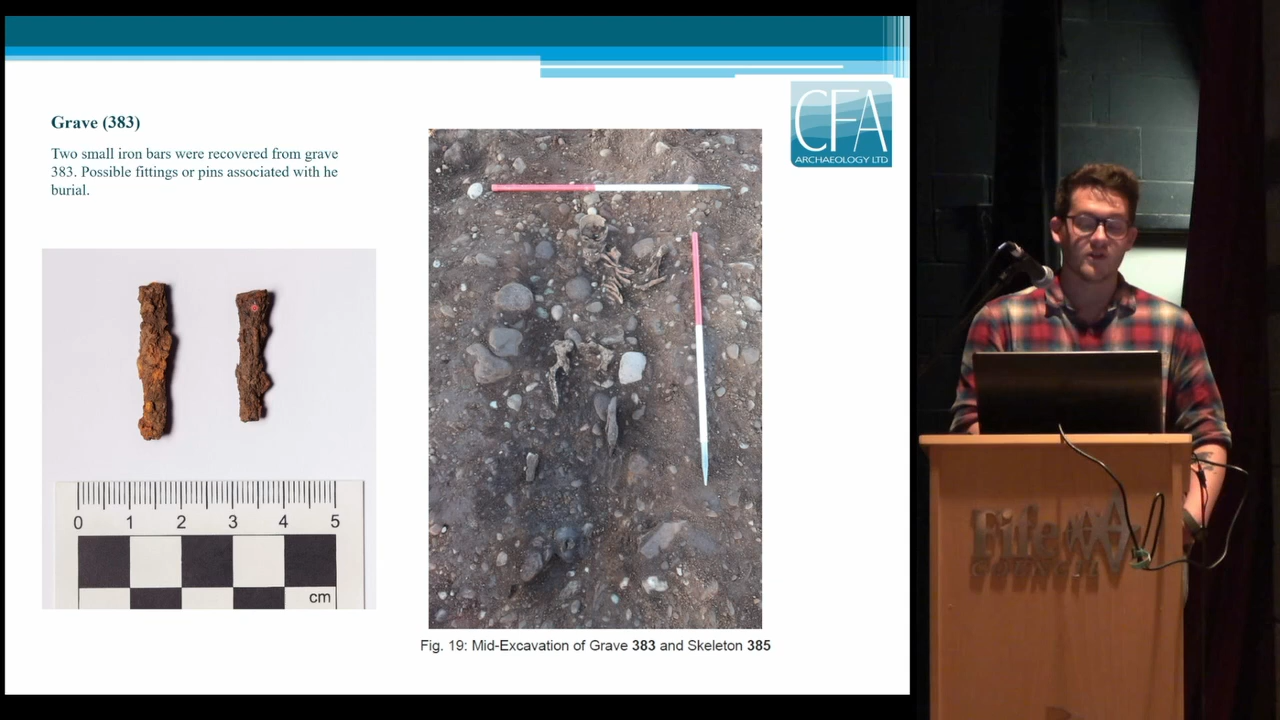 Grave (383)
Two small iron bars were recovered from grave
383. Possible fittings or pins associated with he
burial.
CFA
ARCHAEOLOGY LTD
0 1 2 3 4 5
cm
Fig. 19: Mid-Excavation of Grave 383 and Skeleton 385
Fife
COUNCIL